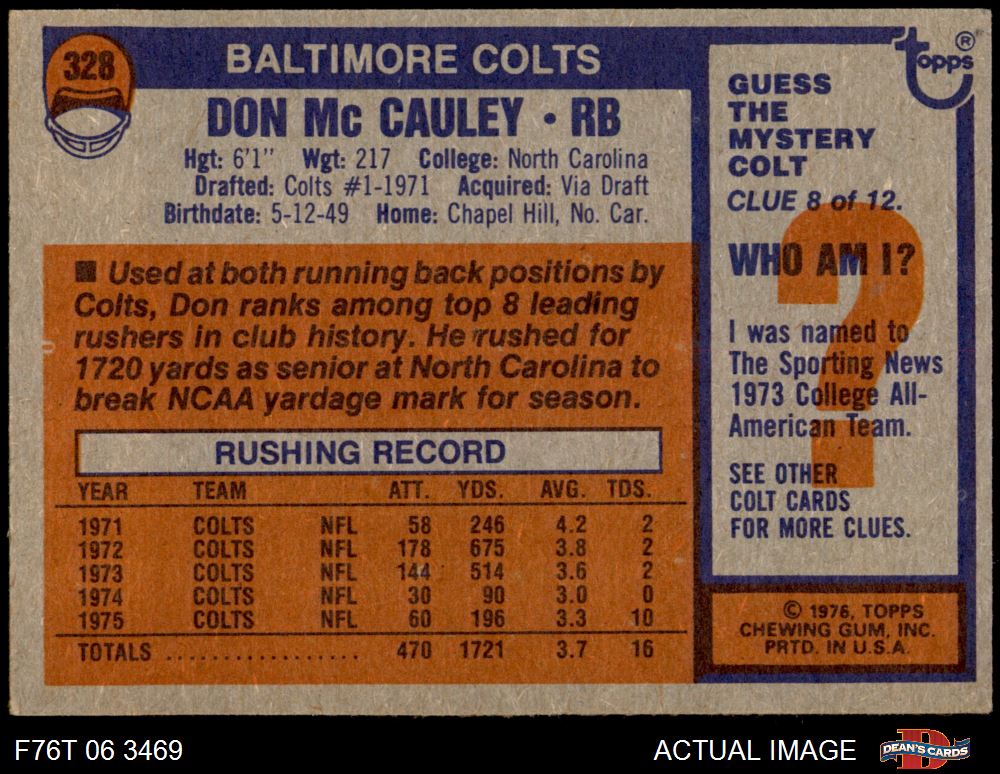 328
BALTIMORE COLTS
DON Mc CAULEY • RB
Hgt: 6'1" Wgt: 217 College: North Carolina
Drafted: Colts #1-1971 Acquired: Via Draft
Birthdate: 5-12-49 Home: Chapel Hill, No. Car.
■ Used at both running back positions by
Colts, Don ranks among top 8 leading
rushers in club history. He rushed for
1720 yards as senior at North Carolina to
break NCAA yardage mark for season.
RUSHING RECORD
YEAR TEAM ATT. YDS. AVG. TDS.
1971 COLTS NFL 58 246 4.2 2
1972 COLTS NFL 178 675 3.8 2
1973 COLTS NFL 144 514 3.6 2
1974 COLTS NFL 30 90 3.0 0
1975 COLTS NFL 60 196 3.3 10
TOTALS .................. 470 1721 3.7 16
topps®
GUESS
THE
MYSTERY
COLT
CLUE 8 of 12.
?
WHO AM I?
I was named to
The Sporting News
1973 College All-
American Team.
SEE OTHER
COLT CARDS
FOR MORE CLUES.
© 1976, TOPPS
CHEWING GUM, INC.
PRTD. IN U.S.A.
F76T 06 3469
ACTUAL IMAGE
DEAN'S CARDS